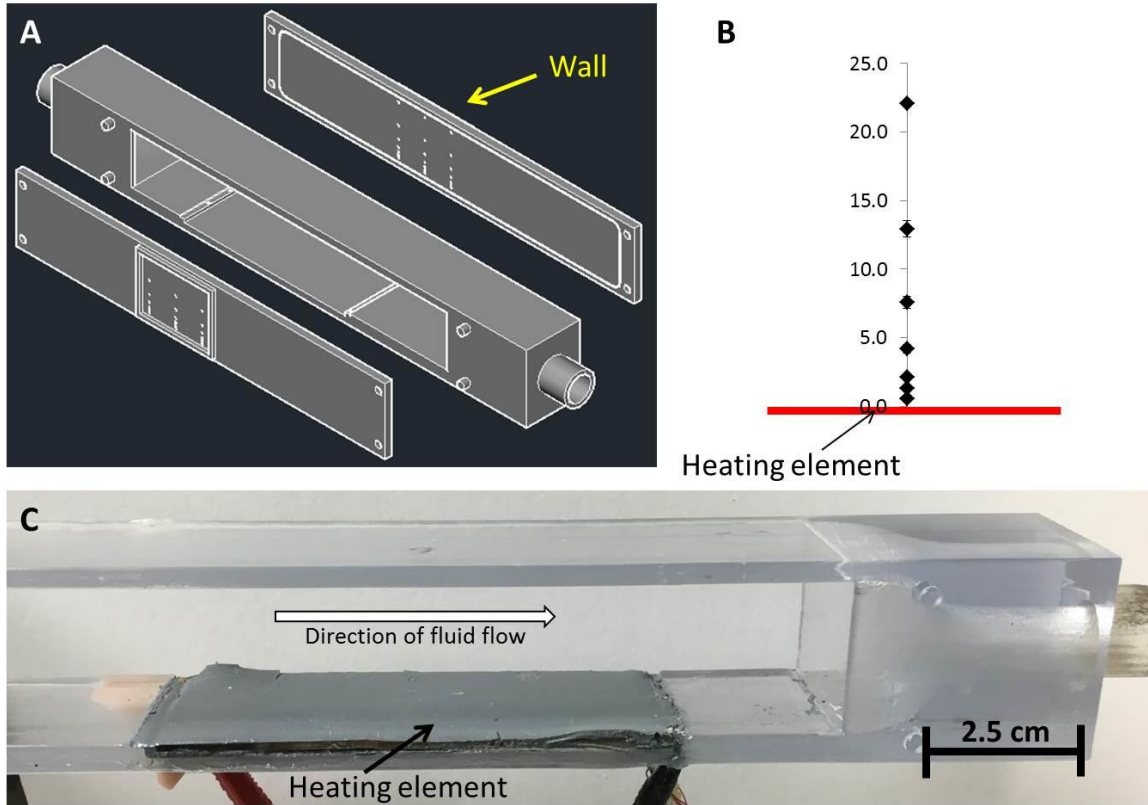 A
Wall
B
25.0
20.0
15.0
10.0
5.0
0.0
Heating element
C
Direction of fluid flow
2.5 cm
Heating element